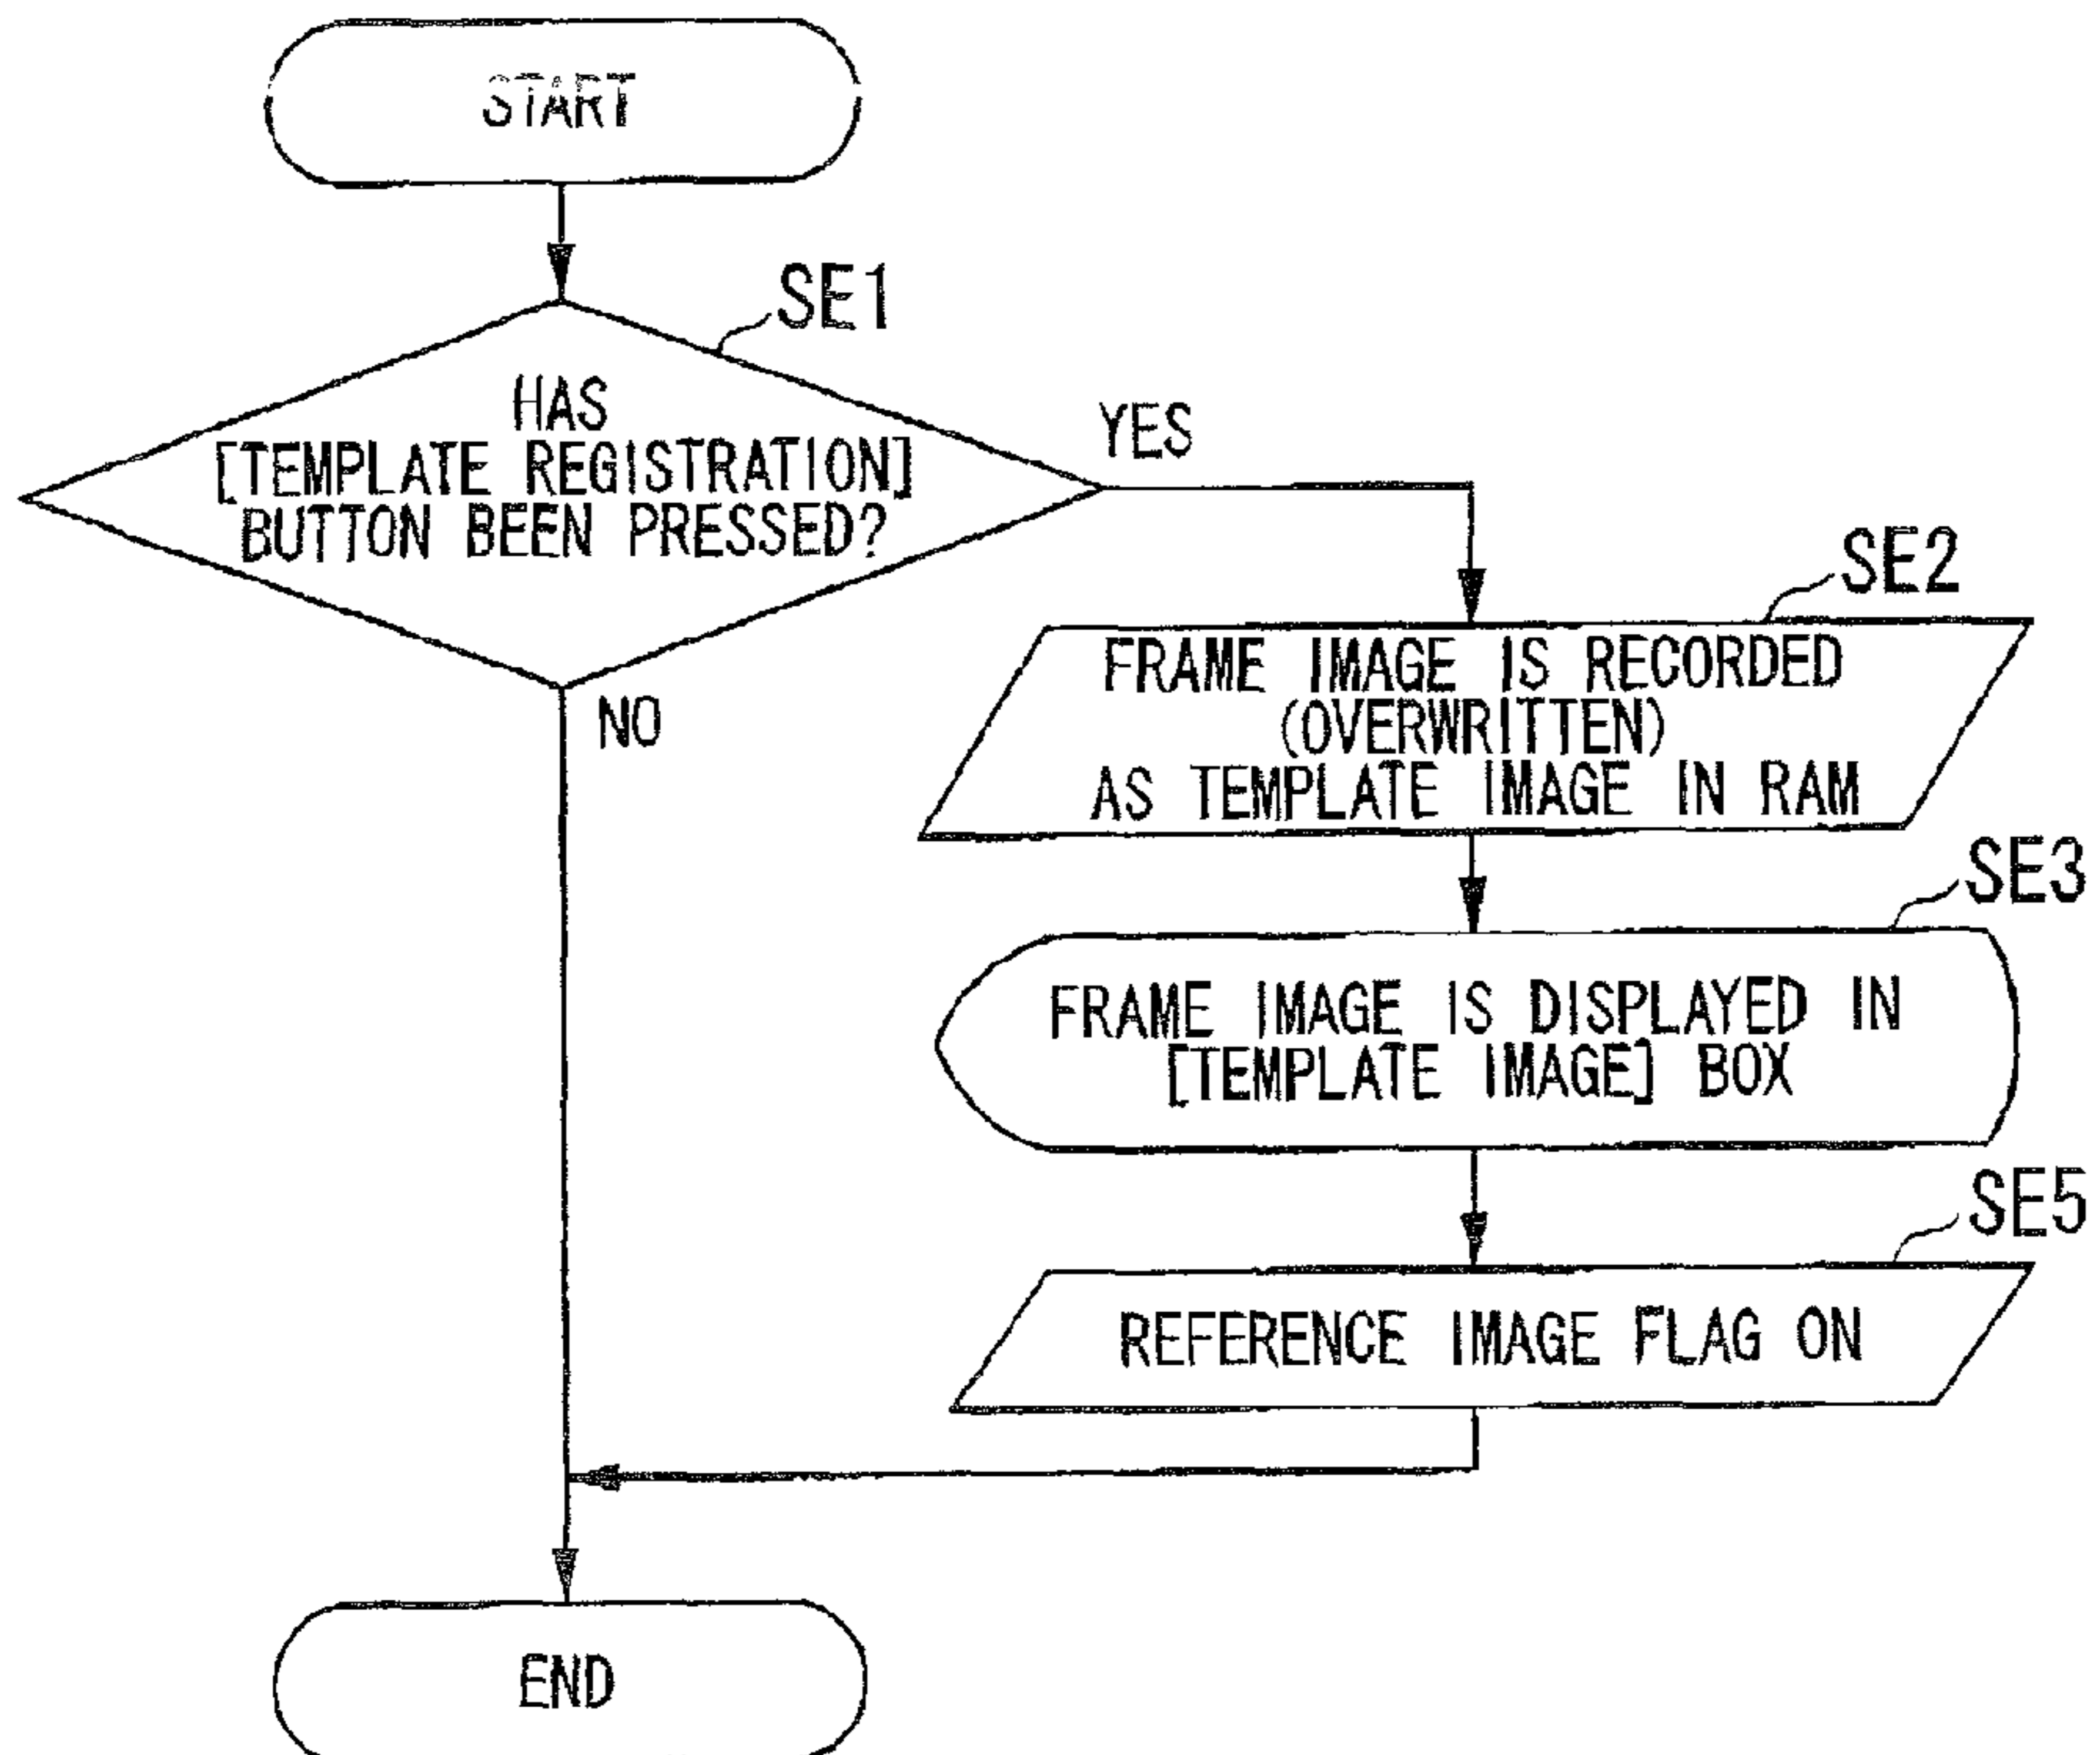 START
SE1
HAS
[TEMPLATE REGISTRATION]
BUTTON BEEN PRESSED?
YES
NO
SE2
FRAME IMAGE IS RECORDED
(OVERWRITTEN)
AS TEMPLATE IMAGE IN RAM
SE3
FRAME IMAGE IS DISPLAYED IN
[TEMPLATE IMAGE] BOX
SE5
REFERENCE IMAGE FLAG ON
END